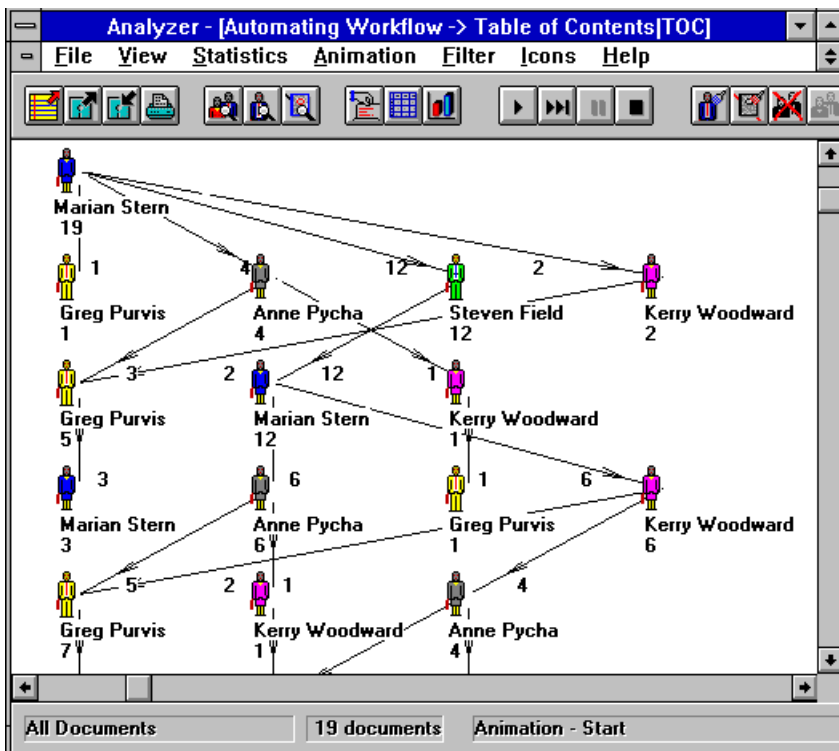 Analyzer - [Automating Workflow -> Table of Contents|TOC]
File View Statistics Animation Filter Icons Help
Marian Stern
19
1 4 12 2
Greg Purvis Anne Pycha Steven Field Kerry Woodward
1 4 12 2
3 2 12 1
Greg Purvis Marian Stern Kerry Woodward
5 12 1
3 6 1 6
Marian Stern Anne Pycha Greg Purvis Kerry Woodward
3 6 1 6
5 2 1 4
Greg Purvis Kerry Woodward Anne Pycha
7 1 4
All Documents 19 documents Animation - Start